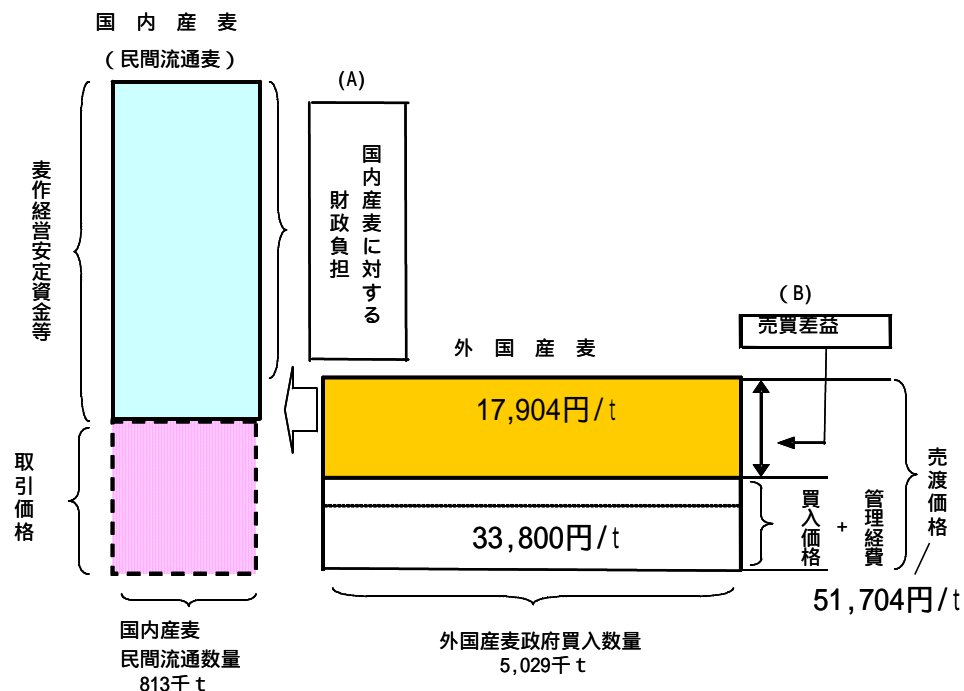 国内産麦
(民間流通麦)
(A)
麦作経営安定資金等
国内産麦に対する
財政負担
(B)
売買差益
外国産麦
17,904円/t
33,800円/t
取引価格
買入価格
+
管理経費
売渡価格
51,704円/t
国内産麦
民間流通数量
813千t
外国産麦政府買入数量
5,029千t